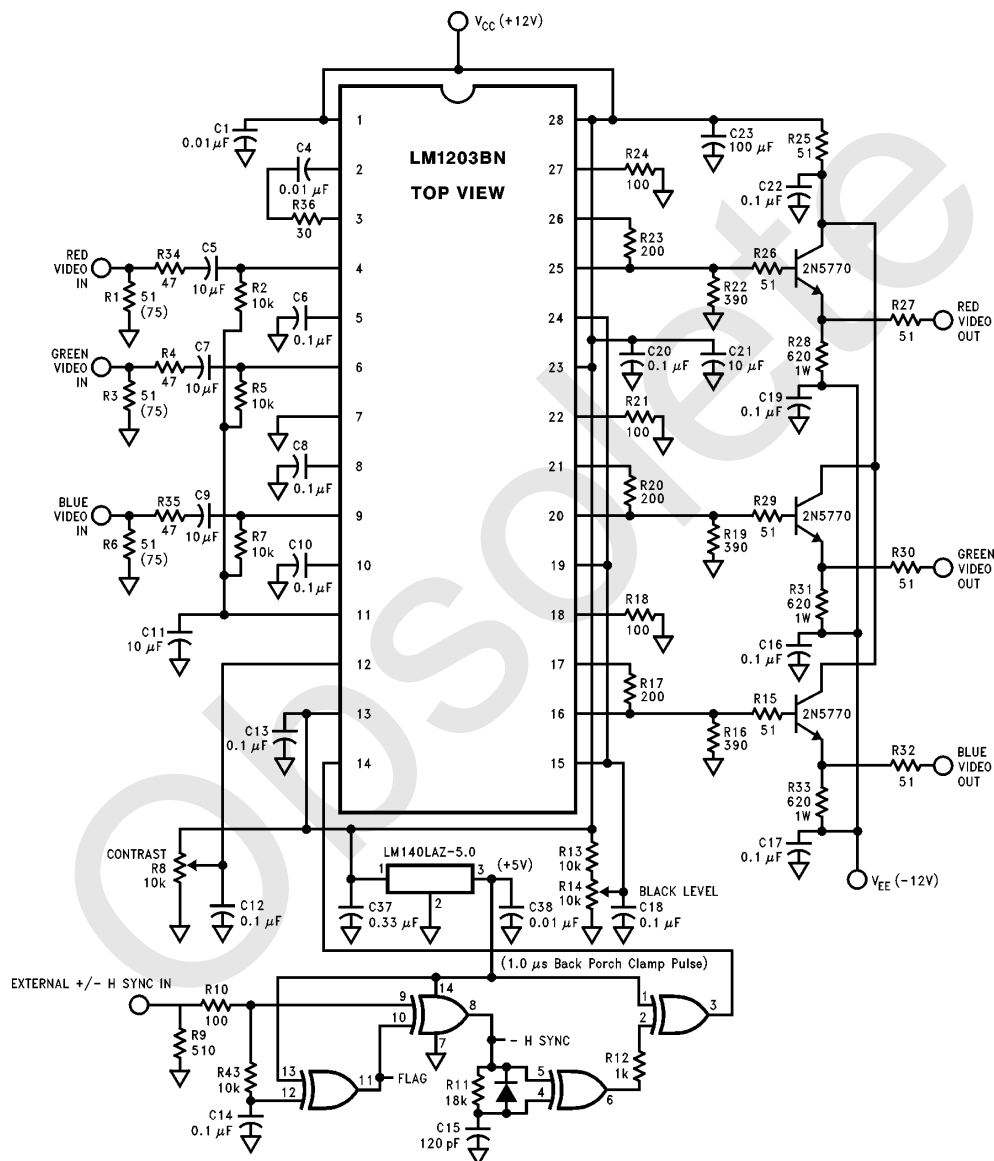 VCC (+12V)
C1
0.01 μF
C4
0.01 μF
R36
30
1
2
3
4
5
6
7
8
9
10
11
12
13
14
LM1203BN
TOP VIEW
28
27
26
25
24
23
22
21
20
19
18
17
16
15
RED
VIDEO
IN
R34
47
C5
10 μF
R1
51
(75)
R2
10k
C6
0.1 μF
GREEN
VIDEO
IN
R4
47
C7
10 μF
R3
51
(75)
R5
10k
C8
0.1 μF
BLUE
VIDEO
IN
R35
47
C9
10 μF
R6
51
(75)
R7
10k
C10
0.1 μF
C11
10 μF
C13
0.1 μF
C23
100 μF
R25
51
R24
100
C22
0.1 μF
R23
200
R26
51
2N5770
R22
390
R27
51
RED
VIDEO
OUT
R28
620
1W
C20
0.1 μF
C21
10 μF
C19
0.1 μF
R21
100
R20
200
R29
51
2N5770
R19
390
R30
51
GREEN
VIDEO
OUT
R31
620
1W
R18
100
C16
0.1 μF
R17
200
R15
51
2N5770
R16
390
R32
51
BLUE
VIDEO
OUT
R33
620
1W
C17
0.1 μF
VEE (-12V)
CONTRAST
R8
10k
C12
0.1 μF
LM140LAZ-5.0
1
3
2
(+5V)
C37
0.33 μF
C38
0.01 μF
R13
10k
R14
10k
BLACK LEVEL
C18
0.1 μF
(1.0 μs Back Porch Clamp Pulse)
EXTERNAL +/- H SYNC IN
R10
100
R9
510
R43
10k
C14
0.1 μF
13
12
11
FLAG
9
10
14
8
7
- H SYNC
R11
18k
C15
120 pF
5
4
6
R12
1k
1
2
3
Obsolete